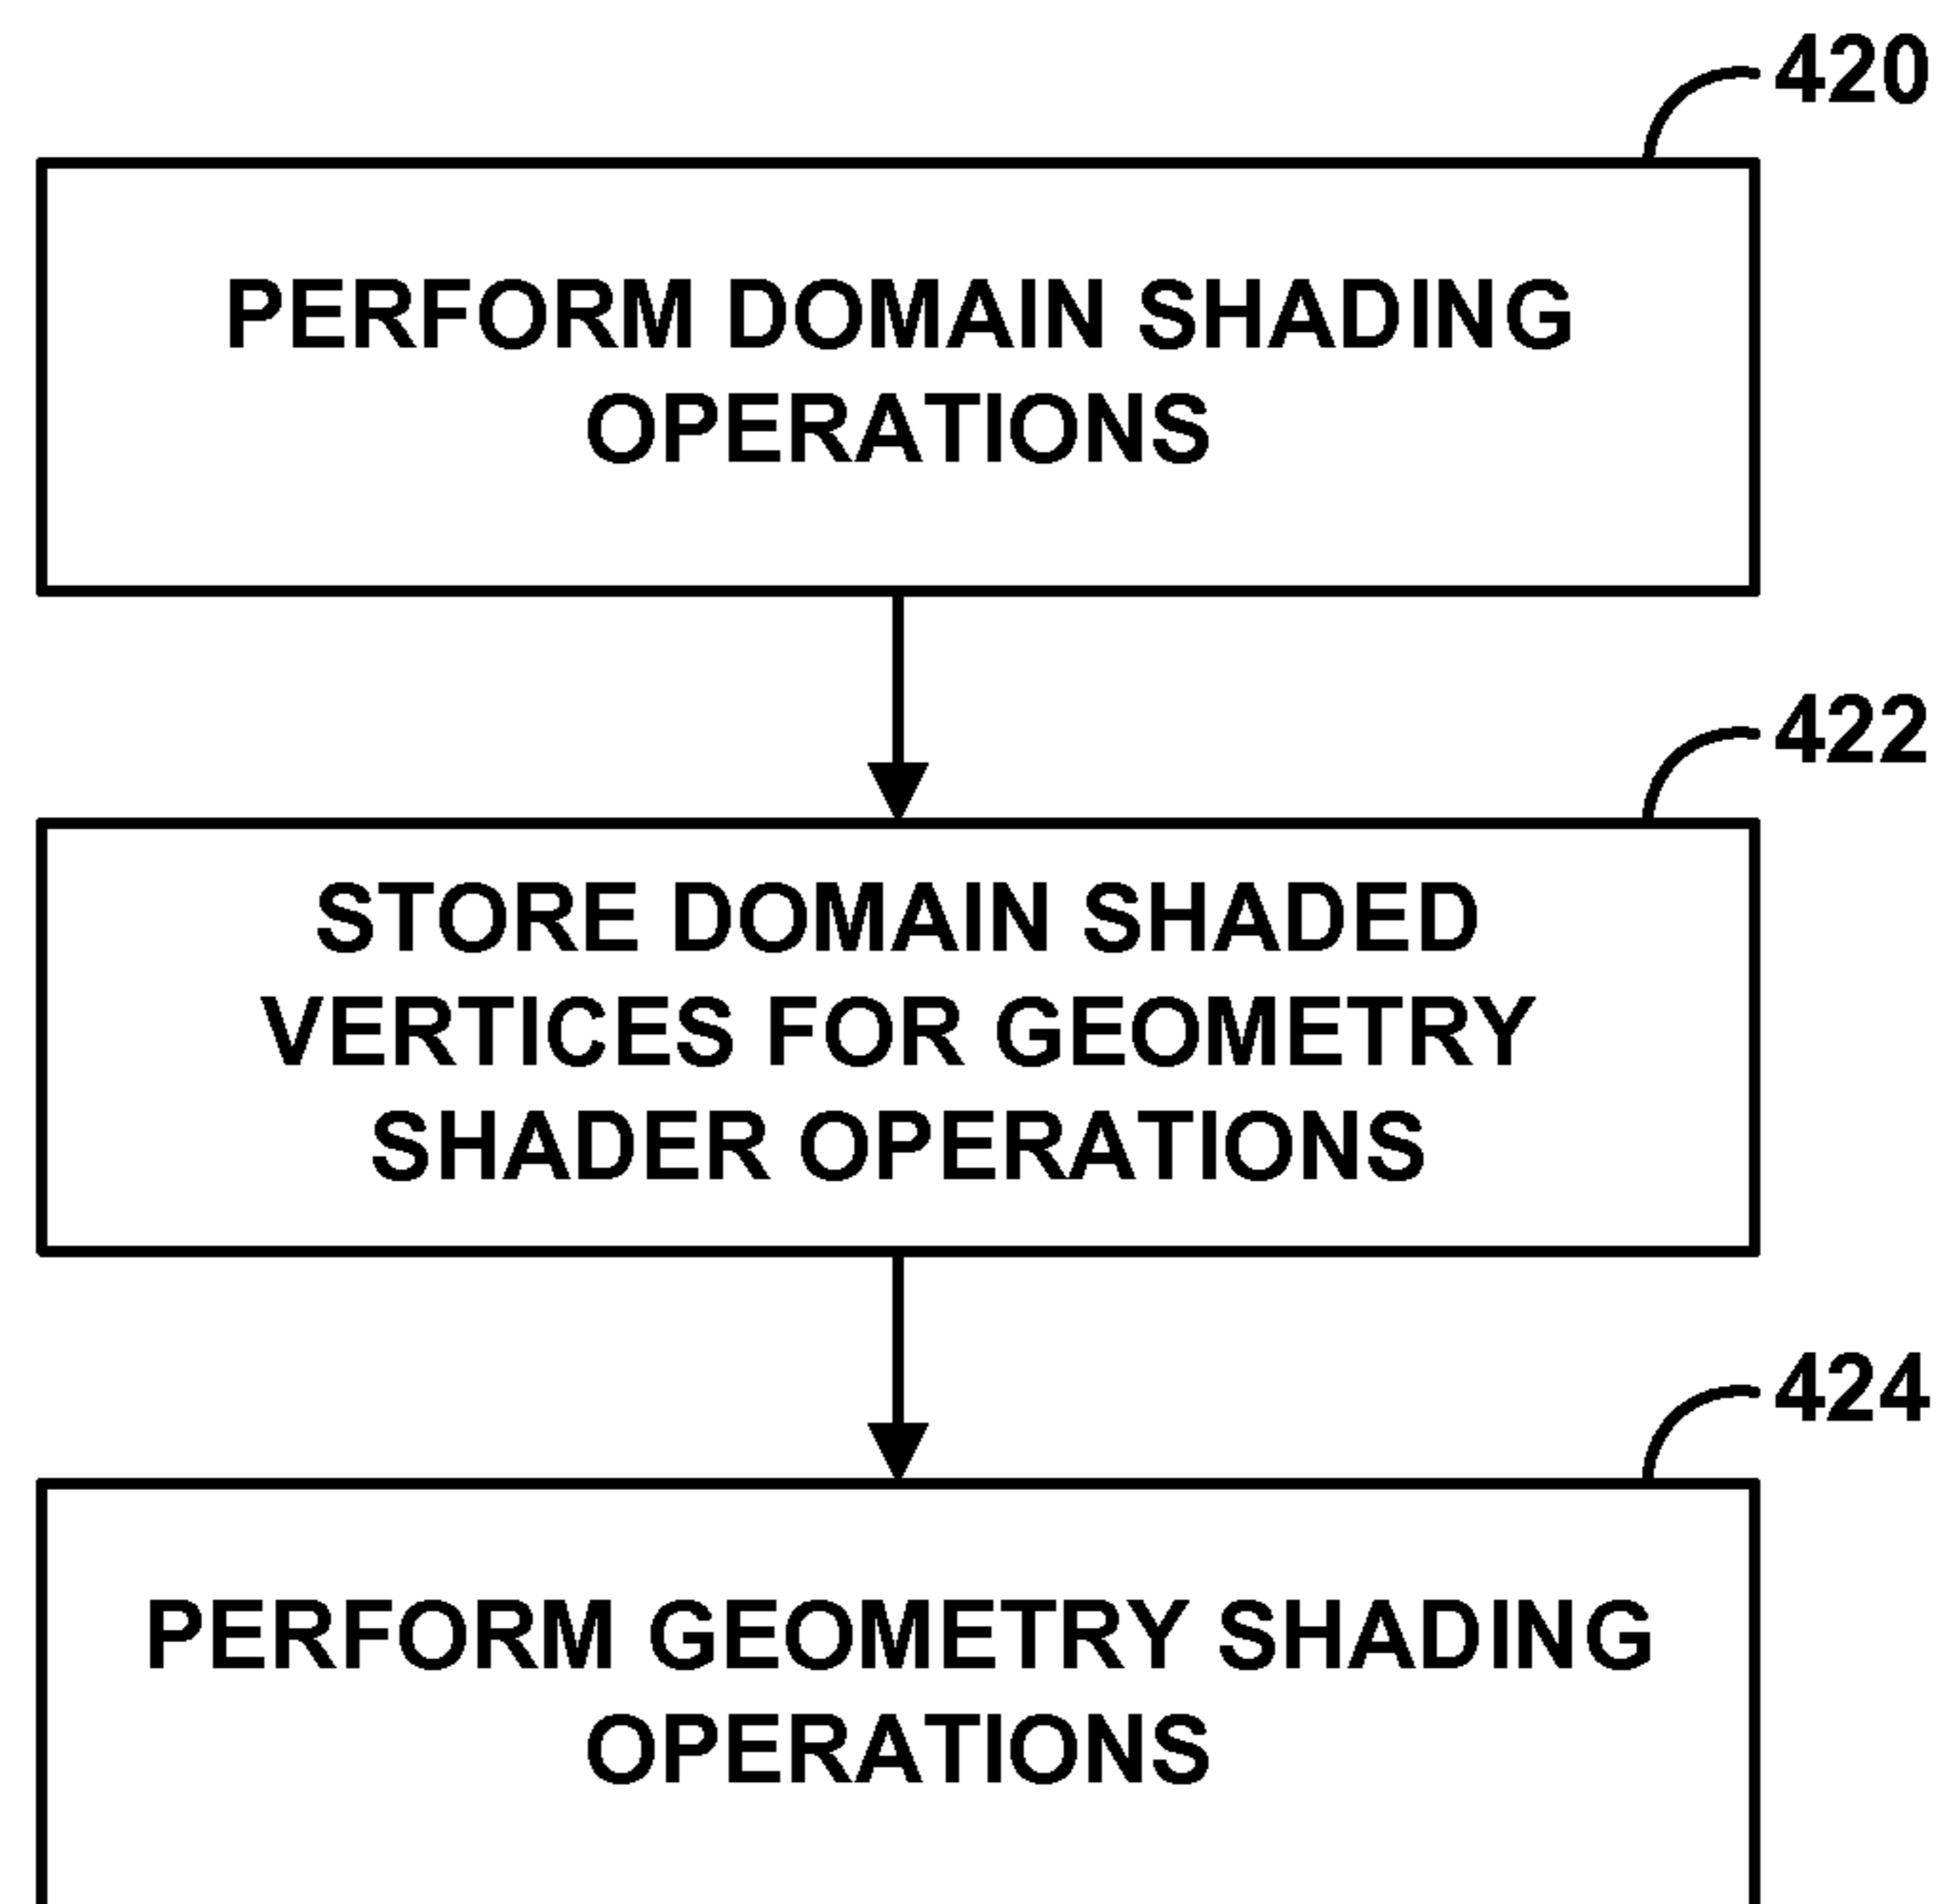 420
PERFORM DOMAIN SHADING
OPERATIONS
422
STORE DOMAIN SHADED
VERTICES FOR GEOMETRY
SHADER OPERATIONS
424
PERFORM GEOMETRY SHADING
OPERATIONS